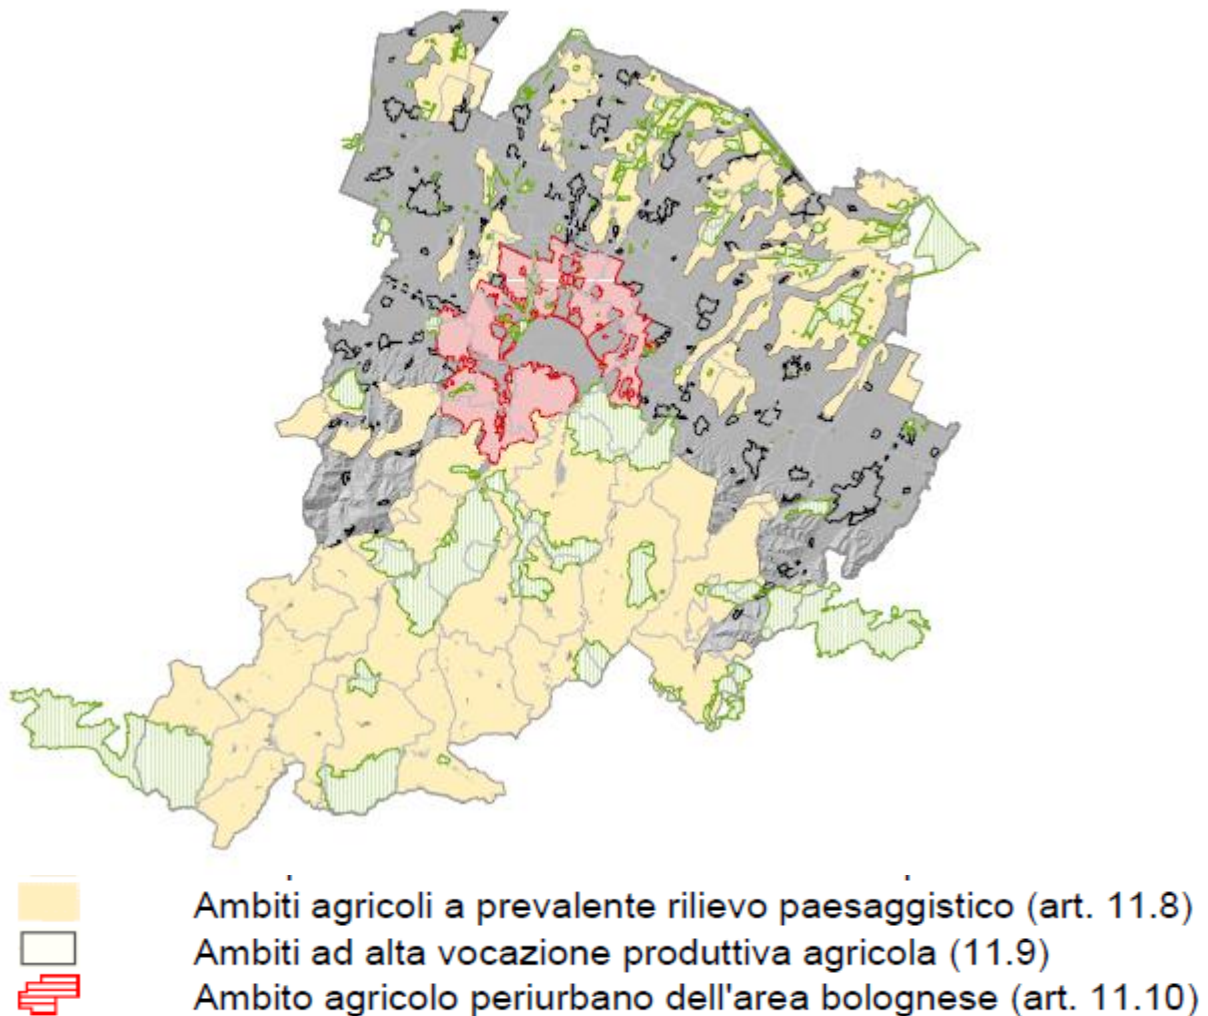 Ambiti agricoli a prevalente rilievo paesaggistico (art. 11.8)
Ambiti ad alta vocazione produttiva agricola (11.9)
Ambito agricolo periurbano dell'area bolognese (art. 11.10)